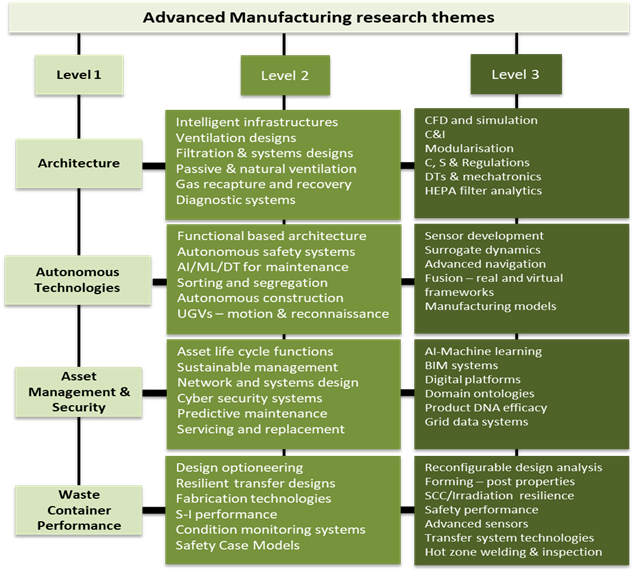 Advanced Manufacturing research themes
Level 1
Level 2
Level 3
Architecture
Intelligent infrastructures
Ventilation designs
Filtration & systems designs
Passive & natural ventilation
Gas recapture and recovery
Diagnostic systems
CFD and simulation
C&I
Modularisation
C, S & Regulations
DTs & mechatronics
HEPA filter analytics
Autonomous
Technologies
Functional based architecture
Autonomous safety systems
AI/ML/DT for maintenance
Sorting and segregation
Autonomous construction
UGVs – motion & reconnaissance
Sensor development
Surrogate dynamics
Advanced navigation
Fusion – real and virtual
frameworks
Manufacturing models
Asset
Management &
Security
Asset life cycle functions
Sustainable management
Network and systems design
Cyber security systems
Predictive maintenance
Servicing and replacement
AI-Machine learning
BIM systems
Digital platforms
Domain ontologies
Product DNA efficacy
Grid data systems
Waste
Container
Performance
Design optioneering
Resilient transfer designs
Fabrication technologies
S-I performance
Condition monitoring systems
Safety Case Models
Reconfigurable design analysis
Forming – post properties
SCC/Irradiation resilience
Safety performance
Advanced sensors
Transfer system technologies
Hot zone welding & inspection